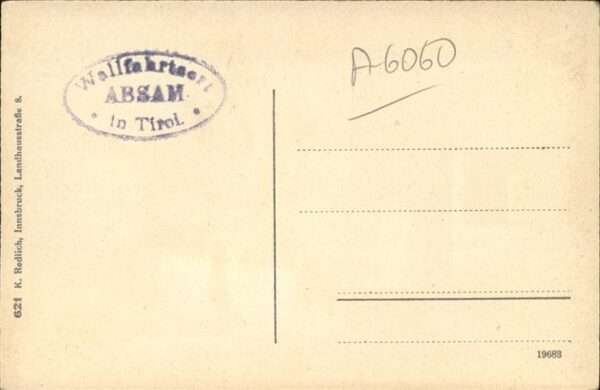 Wallfahrtsort
ABSAM
in Tirol.
A6060
621 K. Redlich, Innsbruck, Landhausstraße 8.
19683